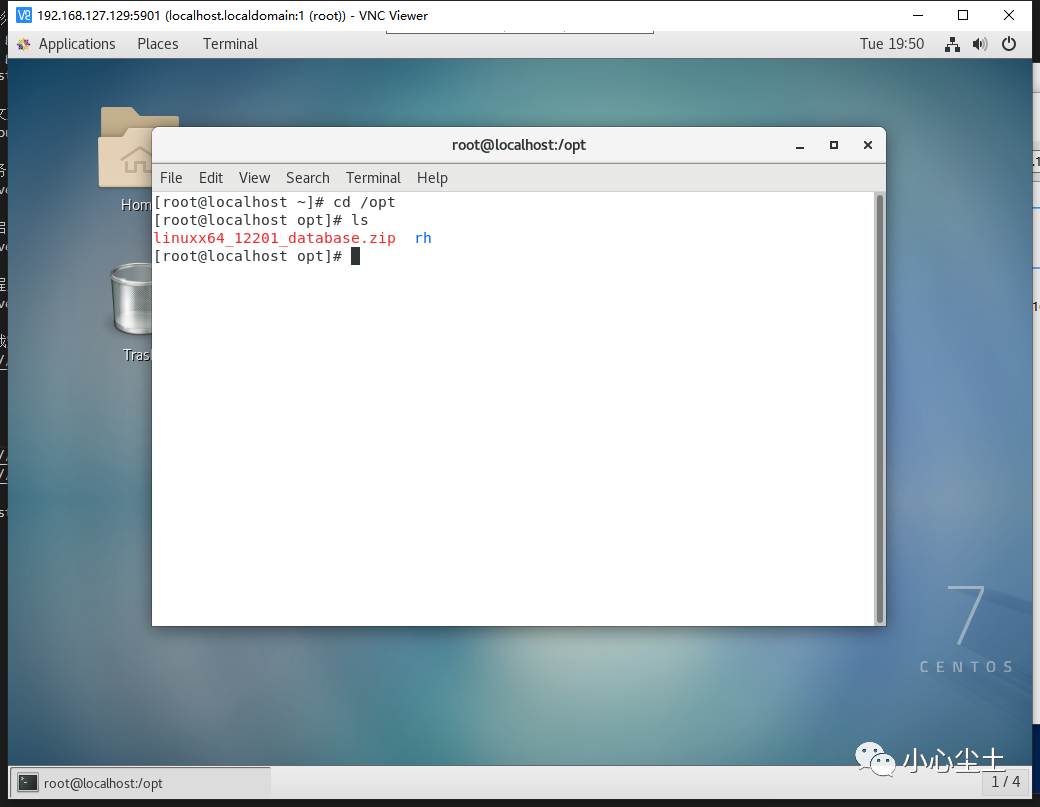 192.168.127.129:5901 (localhost.localdomain:1 (root)) - VNC Viewer
Applications Places Terminal Tue 19:50
root@localhost:/opt
File Edit View Search Terminal Help
[root@localhost ~]# cd /opt
[root@localhost opt]# ls
linuxx64_12201_database.zip rh
[root@localhost opt]#
Hom
Tras
7
CENTOS
小心尘土
root@localhost:/opt
1 / 4